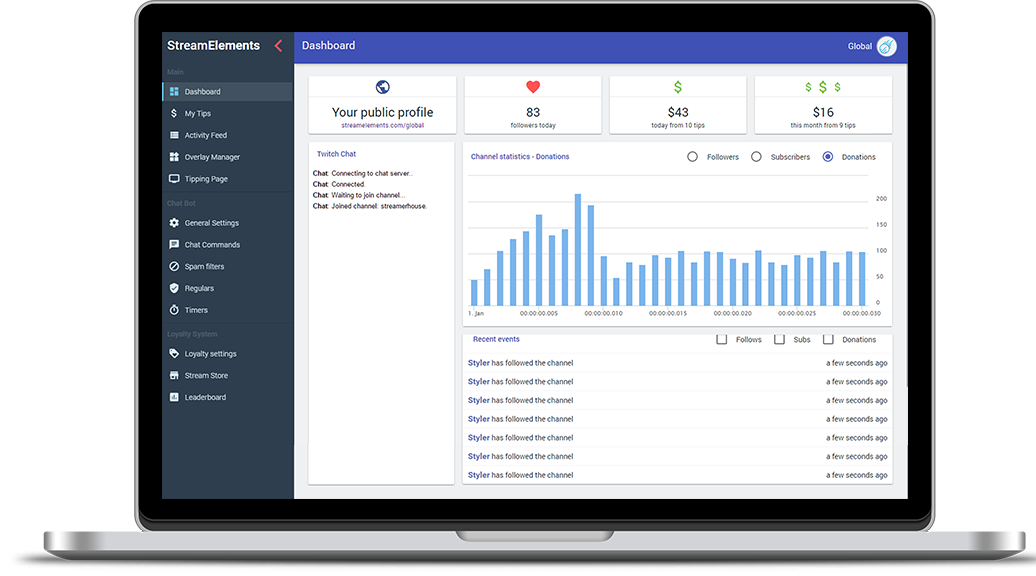 StreamElements
Dashboard
Global
Main
Dashboard
My Tips
Activity Feed
Overlay Manager
Tipping Page
Chat Bot
General Settings
Chat Commands
Spam filters
Regulars
Timers
Loyalty System
Loyalty settings
Stream Store
Leaderboard
Your public profile
streamelements.com/global
83
followers today
$43
today from 10 tips
$16
this month from 9 tips
Twitch Chat
Chat: Connecting to chat server..
Chat: Connected.
Chat: Waiting to join channel...
Chat: Joined channel: streamerhouse.
Channel statistics - Donations
Followers
Subscribers
Donations
200
150
100
50
0
1. Jan
00:00:00.005
00:00:00.010
00:00:00.015
00:00:00.020
00:00:00.025
00:00:00.030
Recent events
Follows
Subs
Donations
Styler has followed the channel a few seconds ago
Styler has followed the channel a few seconds ago
Styler has followed the channel a few seconds ago
Styler has followed the channel a few seconds ago
Styler has followed the channel a few seconds ago
Styler has followed the channel a few seconds ago
Styler has followed the channel a few seconds ago